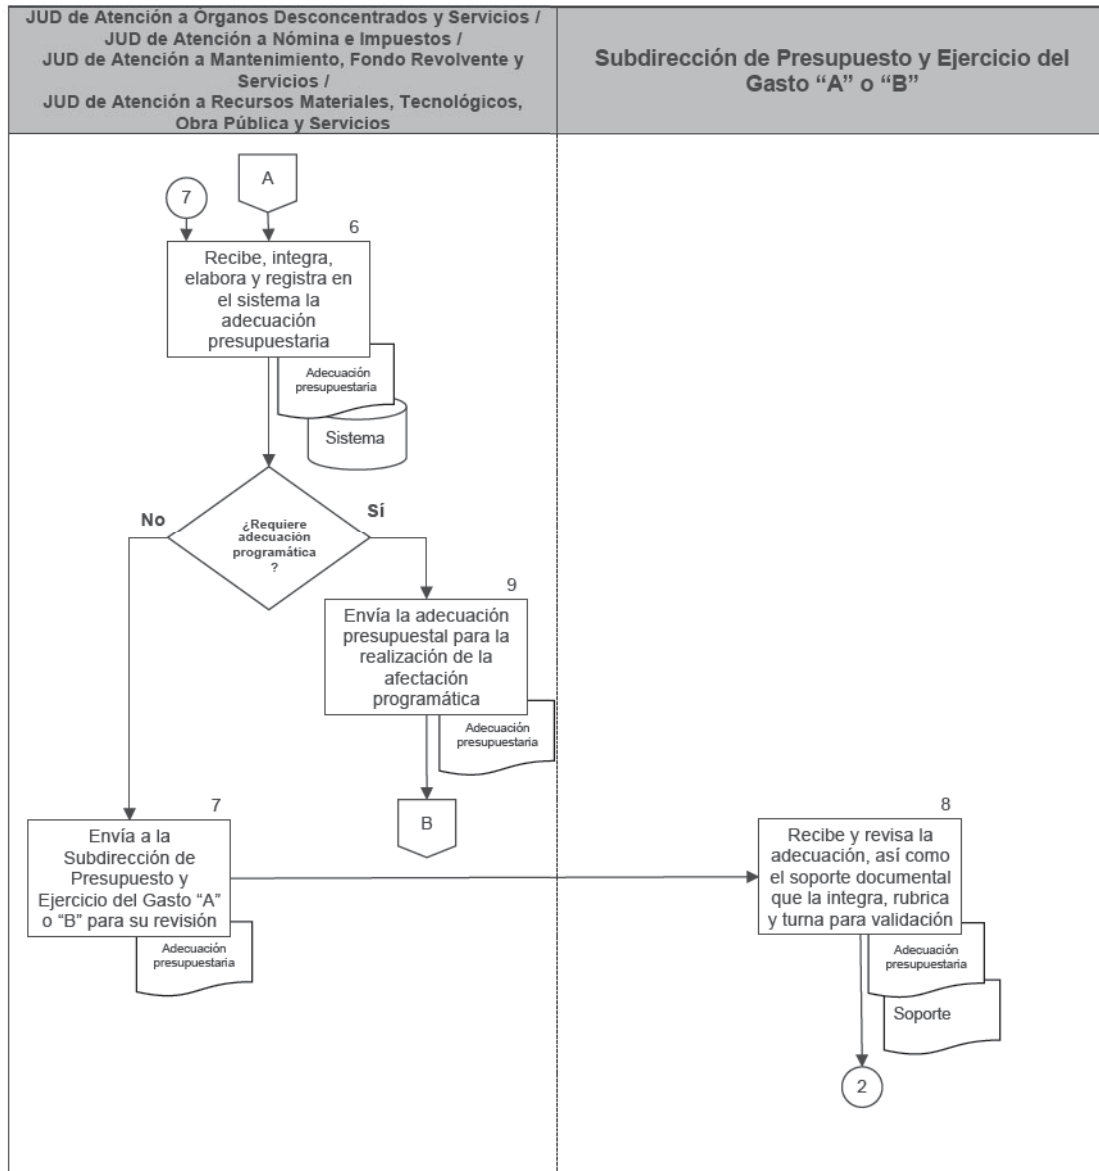 JUD de Atención a Órganos Desconcentrados y Servicios /
JUD de Atención a Nómina e Impuestos /
JUD de Atención a Mantenimiento, Fondo Revolvente y
Servicios /
JUD de Atención a Recursos Materiales, Tecnológicos,
Obra Pública y Servicios
Subdirección de Presupuesto y Ejercicio del
Gasto “A” o “B”
A
7
6
Recibe, integra,
elabora y registra en
el sistema la
adecuación
presupuestaria
Adecuación
presupuestaria
Sistema
No
Sí
¿Requiere
adecuación
programática
?
9
Envía la adecuación
presupuestal para la
realización de la
afectación
programática
Adecuación
presupuestaria
B
7
Envía a la
Subdirección de
Presupuesto y
Ejercicio del Gasto “A”
o “B” para su revisión
Adecuación
presupuestaria
8
Recibe y revisa la
adecuación, así como
el soporte documental
que la integra, rubrica
y turna para validación
Adecuación
presupuestaria
Soporte
2